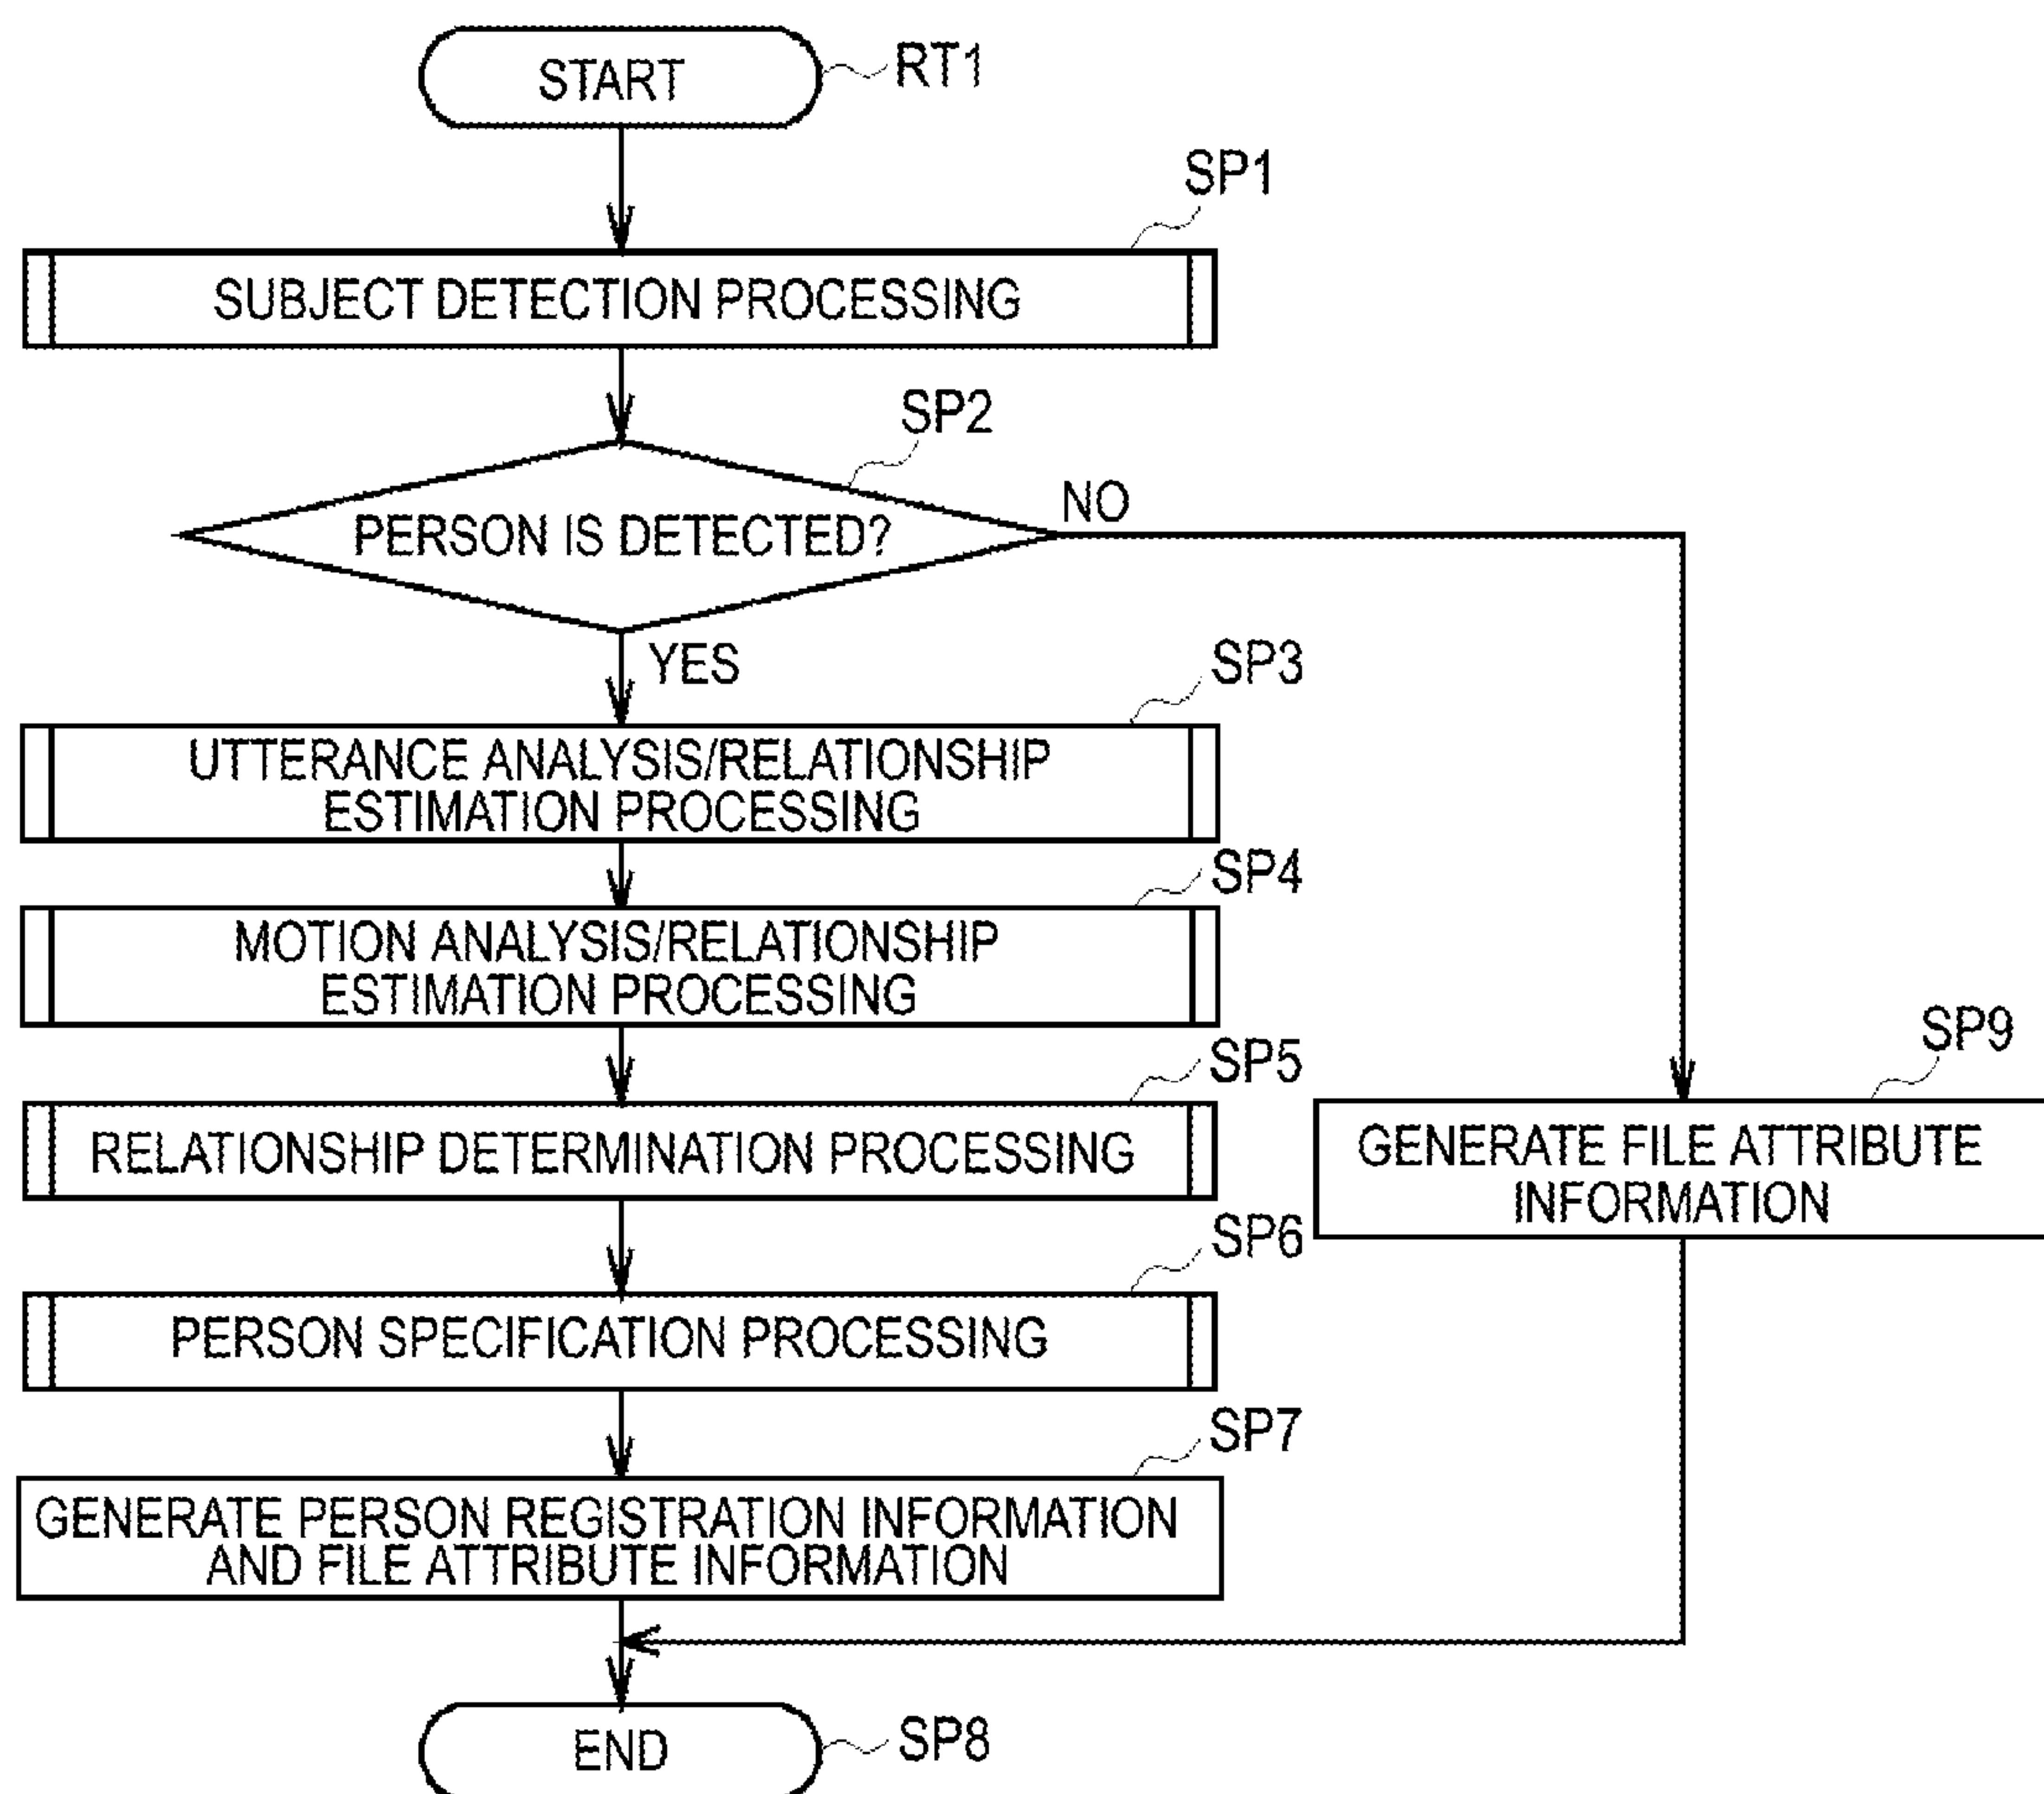 START
RT1
SP1
SUBJECT DETECTION PROCESSING
SP2
PERSON IS DETECTED?
NO
YES
SP3
UTTERANCE ANALYSIS/RELATIONSHIP
ESTIMATION PROCESSING
SP4
MOTION ANALYSIS/RELATIONSHIP
ESTIMATION PROCESSING
SP5
RELATIONSHIP DETERMINATION PROCESSING
SP9
GENERATE FILE ATTRIBUTE
INFORMATION
SP6
PERSON SPECIFICATION PROCESSING
SP7
GENERATE PERSON REGISTRATION INFORMATION
AND FILE ATTRIBUTE INFORMATION
END
SP8